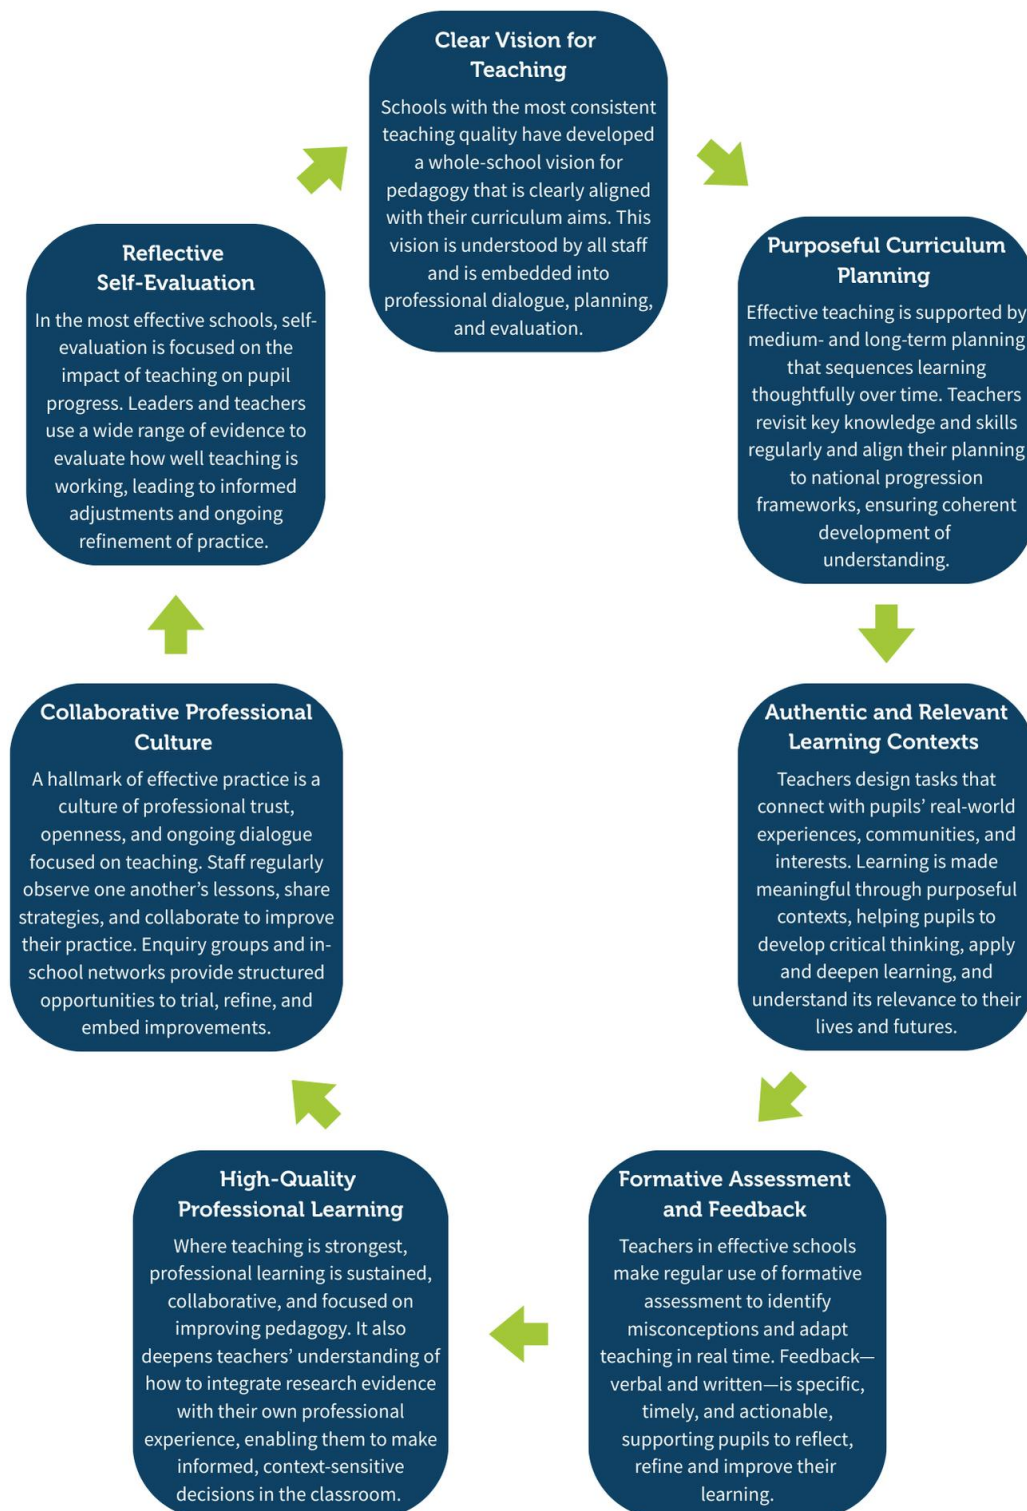 Clear Vision for
Teaching
Schools with the most consistent
teaching quality have developed
a whole-school vision for
pedagogy that is clearly aligned
with their curriculum aims. This
vision is understood by all staff
and is embedded into
professional dialogue, planning,
and evaluation.
Purposeful Curriculum
Planning
Effective teaching is supported by
medium- and long-term planning
that sequences learning
thoughtfully over time. Teachers
revisit key knowledge and skills
regularly and align their planning
to national progression
frameworks, ensuring coherent
development of
understanding.
Authentic and Relevant
Learning Contexts
Teachers design tasks that
connect with pupils’ real-world
experiences, communities, and
interests. Learning is made
meaningful through purposeful
contexts, helping pupils to
develop critical thinking, apply
and deepen learning, and
understand its relevance to their
lives and futures.
Formative Assessment
and Feedback
Teachers in effective schools
make regular use of formative
assessment to identify
misconceptions and adapt
teaching in real time. Feedback—
verbal and written—is specific,
timely, and actionable,
supporting pupils to reflect,
refine and improve their
learning.
High-Quality
Professional Learning
Where teaching is strongest,
professional learning is sustained,
collaborative, and focused on
improving pedagogy. It also
deepens teachers’ understanding of
how to integrate research evidence
with their own professional
experience, enabling them to make
informed, context-sensitive
decisions in the classroom.
Collaborative Professional
Culture
A hallmark of effective practice is a
culture of professional trust,
openness, and ongoing dialogue
focused on teaching. Staff regularly
observe one another’s lessons, share
strategies, and collaborate to improve
their practice. Enquiry groups and in-
school networks provide structured
opportunities to trial, refine, and
embed improvements.
Reflective
Self-Evaluation
In the most effective schools, self-
evaluation is focused on the
impact of teaching on pupil
progress. Leaders and teachers
use a wide range of evidence to
evaluate how well teaching is
working, leading to informed
adjustments and ongoing
refinement of practice.